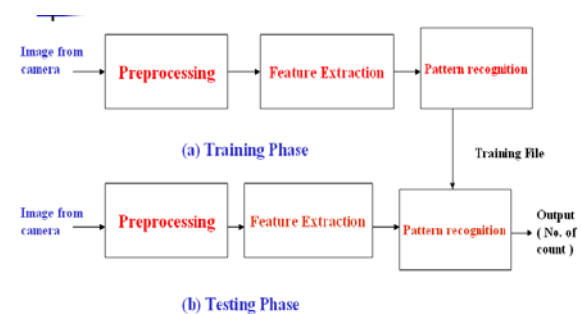 Image from
camera
Preprocessing
Feature Extraction
Pattern recognition
(a) Training Phase
Training File
Image from
camera
Preprocessing
Feature Extraction
Pattern recognition
Output
( No. of
count )
(b) Testing Phase